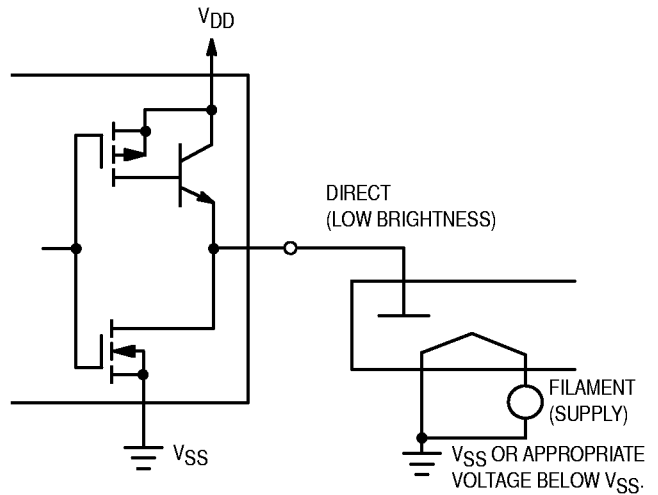 VDD
DIRECT
(LOW BRIGHTNESS)
FILAMENT
(SUPPLY)
VSS
VSS OR APPROPRIATE
VOLTAGE BELOW VSS.